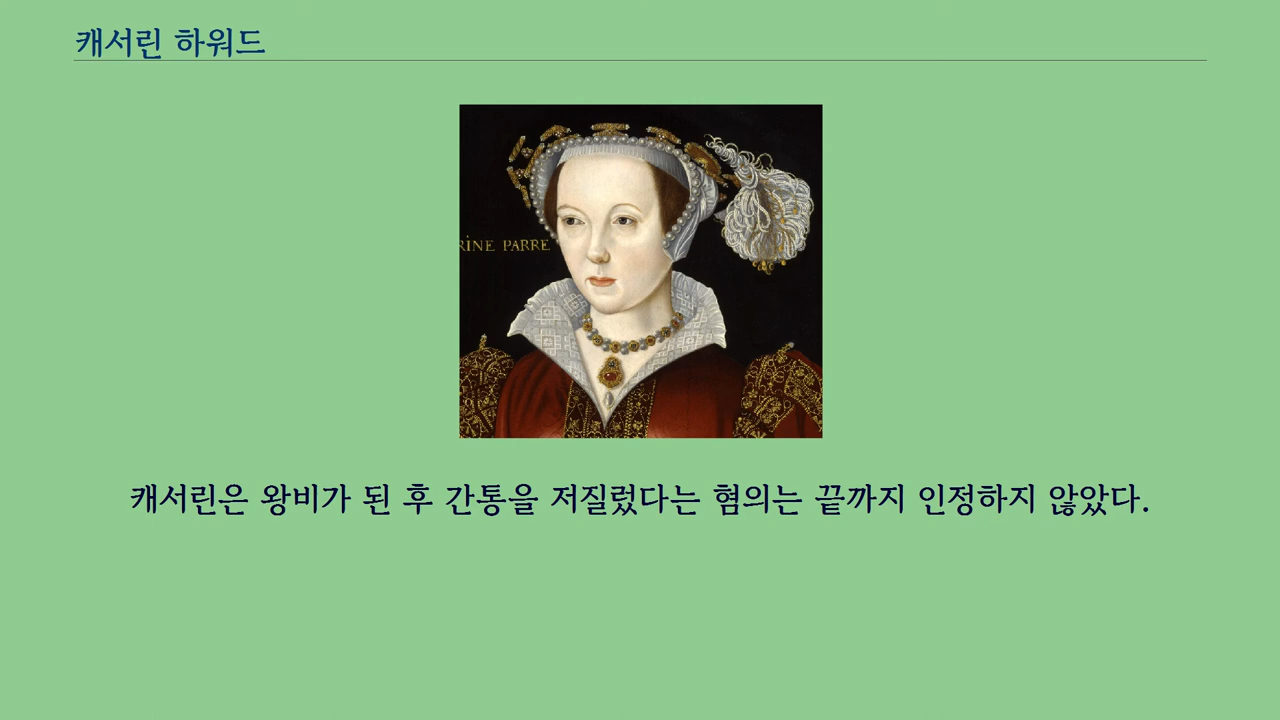 캐서린 하워드
RINE PARRE
캐서린은 왕비가 된 후 간통을 저질렀다는 혐의는 끝까지 인정하지 않았다.